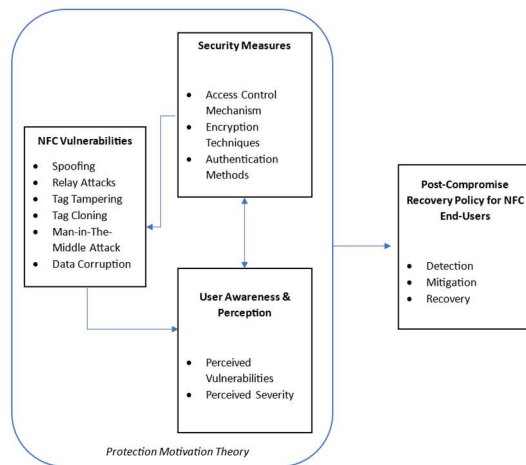 Security Measures
• Access Control
Mechanism
• Encryption
Techniques
• Authentication
Methods
NFC Vulnerabilities
• Spoofing
• Relay Attacks
• Tag Tampering
• Tag Cloning
• Man-in-The-
Middle Attack
• Data Corruption
User Awareness &
Perception
• Perceived
Vulnerabilities
• Perceived Severity
Post-Compromise
Recovery Policy for NFC
End-Users
• Detection
• Mitigation
• Recovery
Protection Motivation Theory